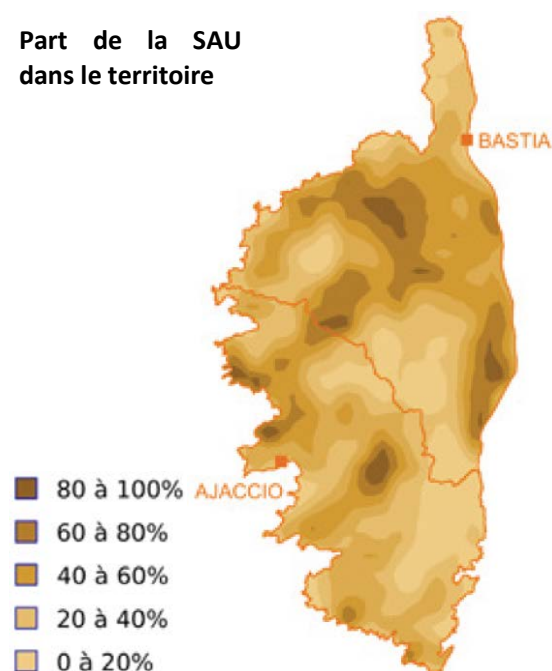 Part de la SAU
dans le territoire
BASTIA
AJACCIO
80 à 100%
60 à 80%
40 à 60%
20 à 40%
0 à 20%